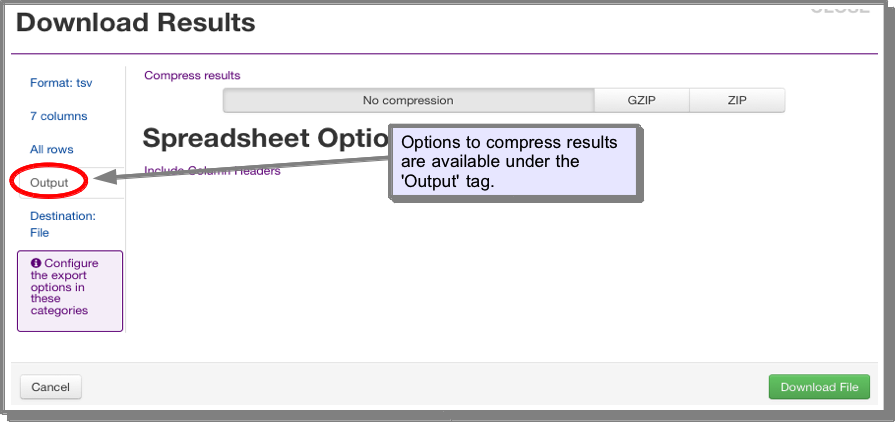 Download Results
Format: tsv
7 columns
All rows
Output
Destination:
File
Configure
the export
options in
these
categories
Compress results
No compression
GZIP
ZIP
Spreadsheet Optio
Include Column Headers
Options to compress results
are available under the
'Output' tag.
Cancel
Download File